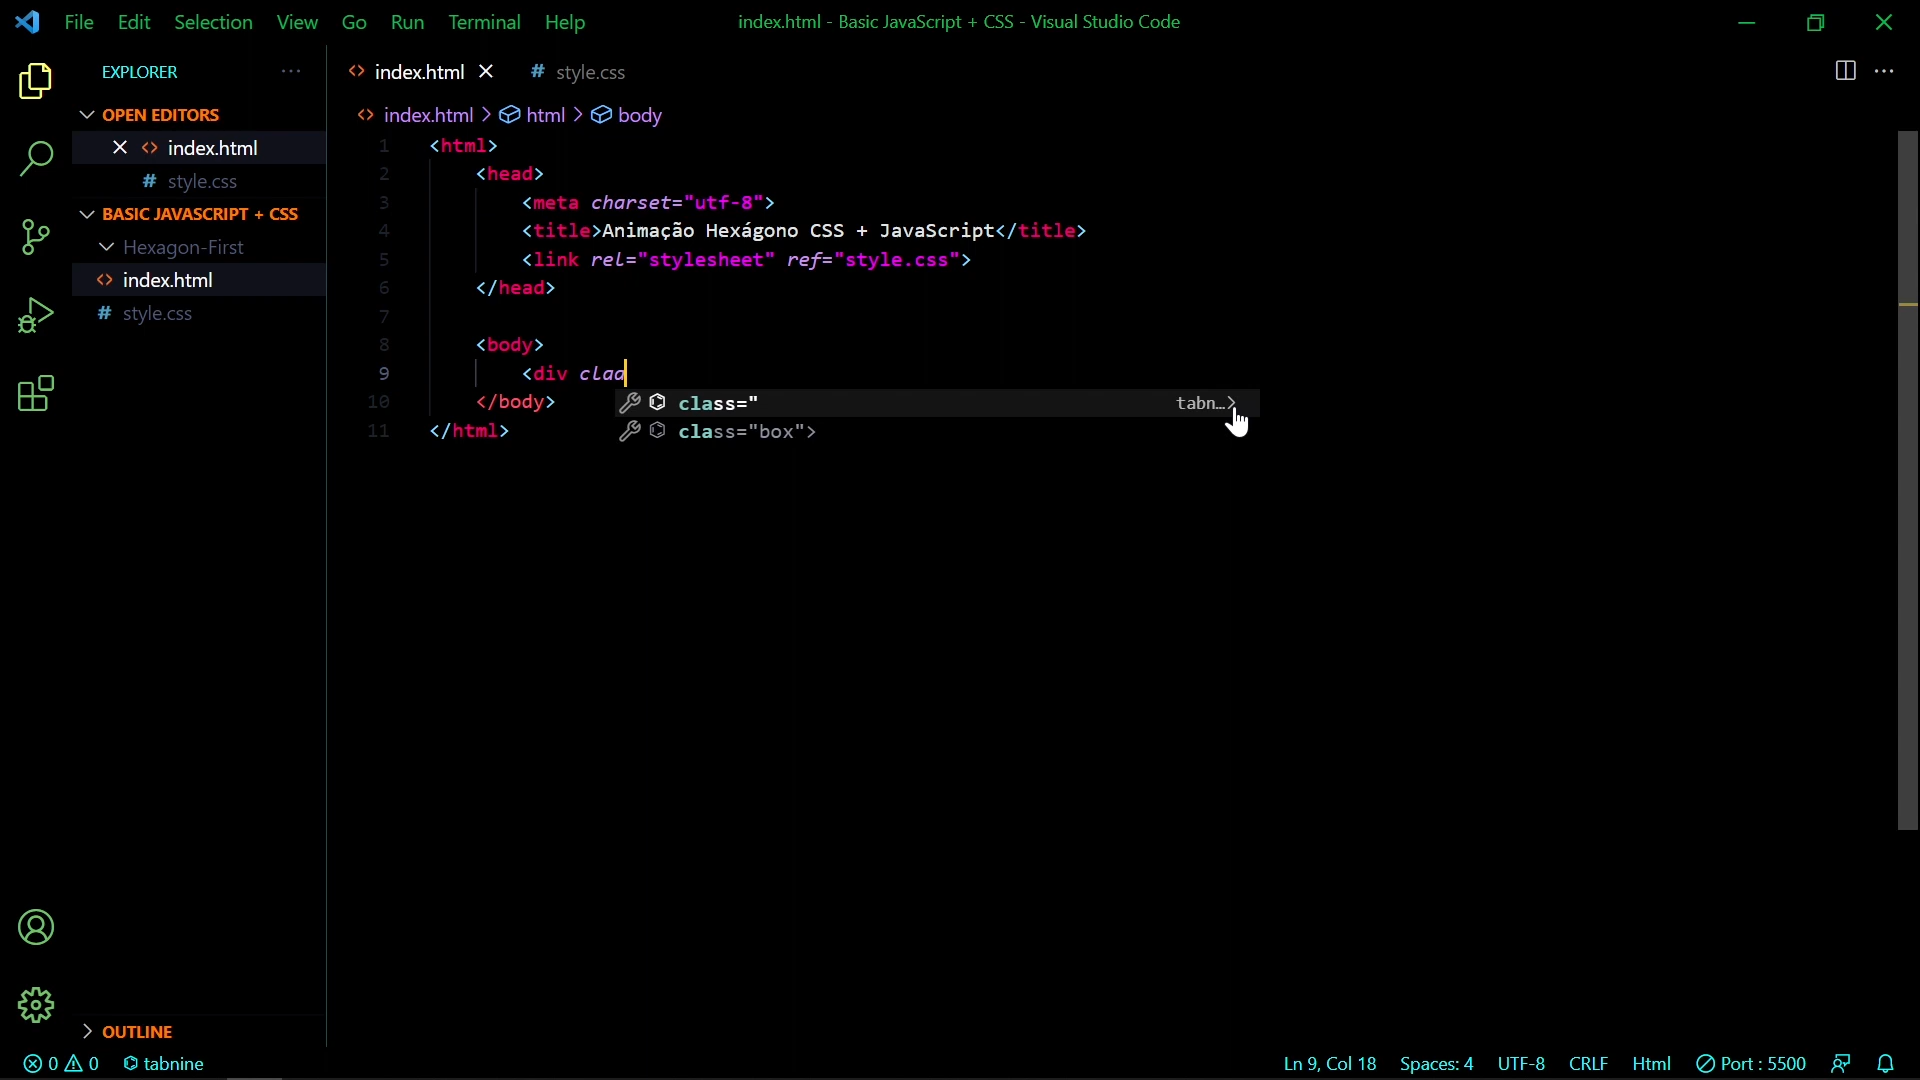 File Edit Selection View Go Run Terminal Help
index.html - Basic JavaScript + CSS - Visual Studio Code
EXPLORER
OPEN EDITORS
index.html
style.css
BASIC JAVASCRIPT + CSS
Hexagon-First
index.html
style.css
OUTLINE
index.html # style.css
index.html > html > body
1 <html>
2 <head>
3 <meta charset="utf-8">
4 <title>Animação Hexágono CSS + JavaScript</title>
5 <link rel="stylesheet" ref="style.css">
6 </head>
7
8 <body>
9 <div claa
10 </body>
11 </html>
class=" tabn…>
class="box">
0 0 tabnine
Ln 9, Col 18 Spaces: 4 UTF-8 CRLF Html Port : 5500